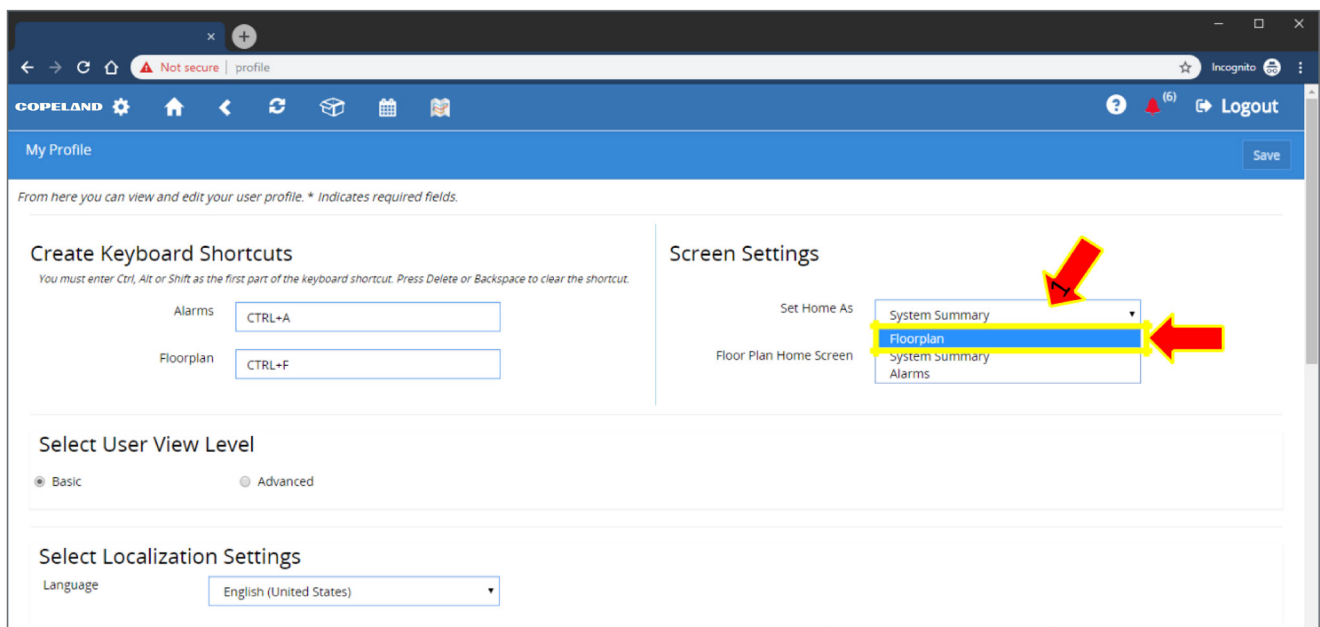 Not secure | profile
Incognito
COPELAND
(6)
Logout
My Profile
Save
From here you can view and edit your user profile. * Indicates required fields.
Create Keyboard Shortcuts
You must enter Ctrl, Alt or Shift as the first part of the keyboard shortcut. Press Delete or Backspace to clear the shortcut.
Alarms
CTRL+A
Floorplan
CTRL+F
Screen Settings
1
Set Home As
System Summary
Floorplan
Floor Plan Home Screen
System Summary
Alarms
Select User View Level
Basic
Advanced
Select Localization Settings
Language
English (United States)